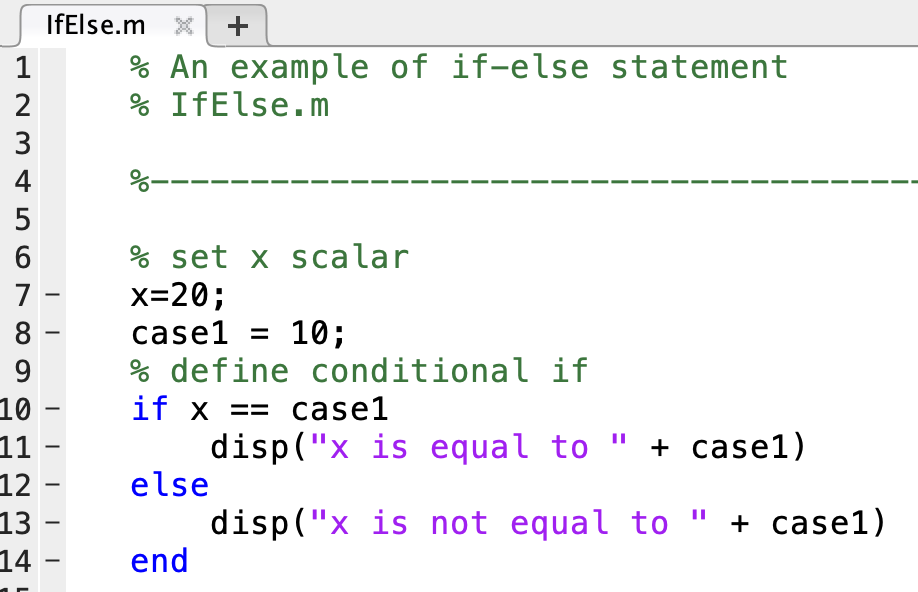 IfElse.m
+
1 % An example of if-else statement
2 % IfElse.m
3
4 %---------------------------------------
5
6 % set x scalar
7 - x=20;
8 - case1 = 10;
9 % define conditional if
10 - if x == case1
11 - disp("x is equal to " + case1)
12 - else
13 - disp("x is not equal to " + case1)
14 - end